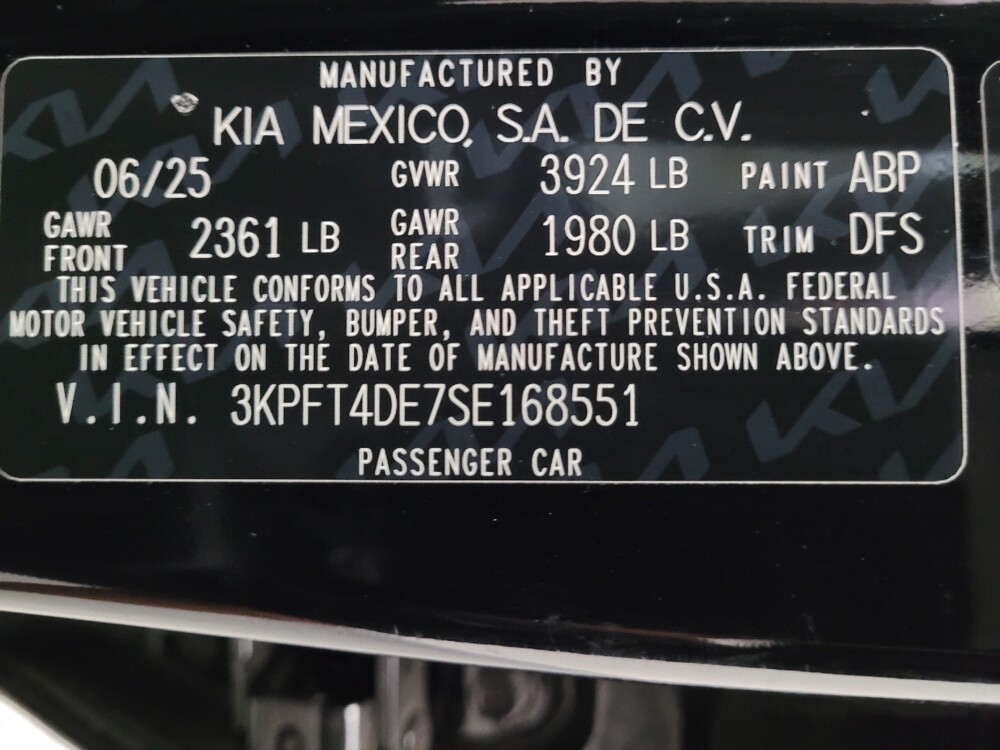 MANUFACTURED BY
KIA MEXICO, S.A. DE C.V.
06/25 GVWR 3924 LB PAINT ABP
GAWR FRONT 2361 LB GAWR REAR 1980 LB TRIM DFS
THIS VEHICLE CONFORMS TO ALL APPLICABLE U.S.A. FEDERAL
MOTOR VEHICLE SAFETY, BUMPER, AND THEFT PREVENTION STANDARDS
IN EFFECT ON THE DATE OF MANUFACTURE SHOWN ABOVE.
V.I.N. 3KPFT4DE7SE168551
PASSENGER CAR